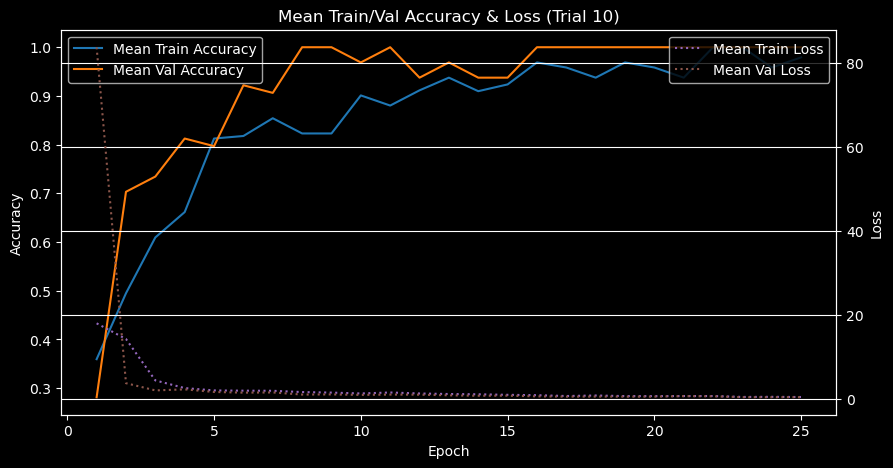 Mean Train/Val Accuracy & Loss (Trial 10)
Mean Train Accuracy
Mean Val Accuracy
Mean Train Loss
Mean Val Loss
Accuracy
1.0
0.9
0.8
0.7
0.6
0.5
0.4
0.3
80
60
40
20
0
Loss
0
5
10
15
20
25
Epoch